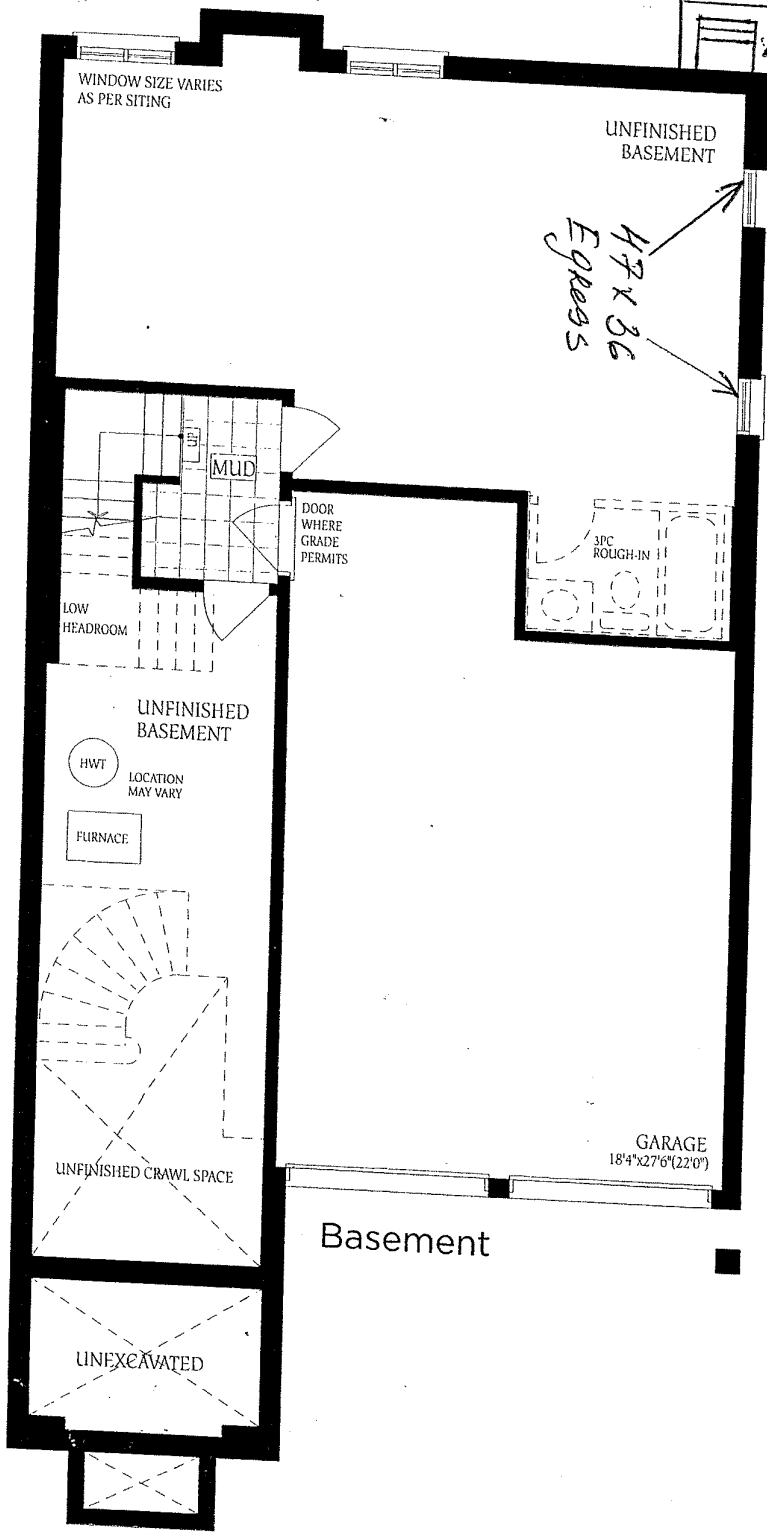 WINDOW SIZE VARIES
AS PER SITING
UNFINISHED
BASEMENT
47 x 36
Egress
UP
MUD
DOOR
WHERE
GRADE
PERMITS
3PC
ROUGH-IN
LOW
HEADROOM
UNFINISHED
BASEMENT
HWT
LOCATION
MAY VARY
FURNACE
UNFINISHED CRAWL SPACE
GARAGE
18'4"x27'6"(22'0")
Basement
UNEXCAVATED